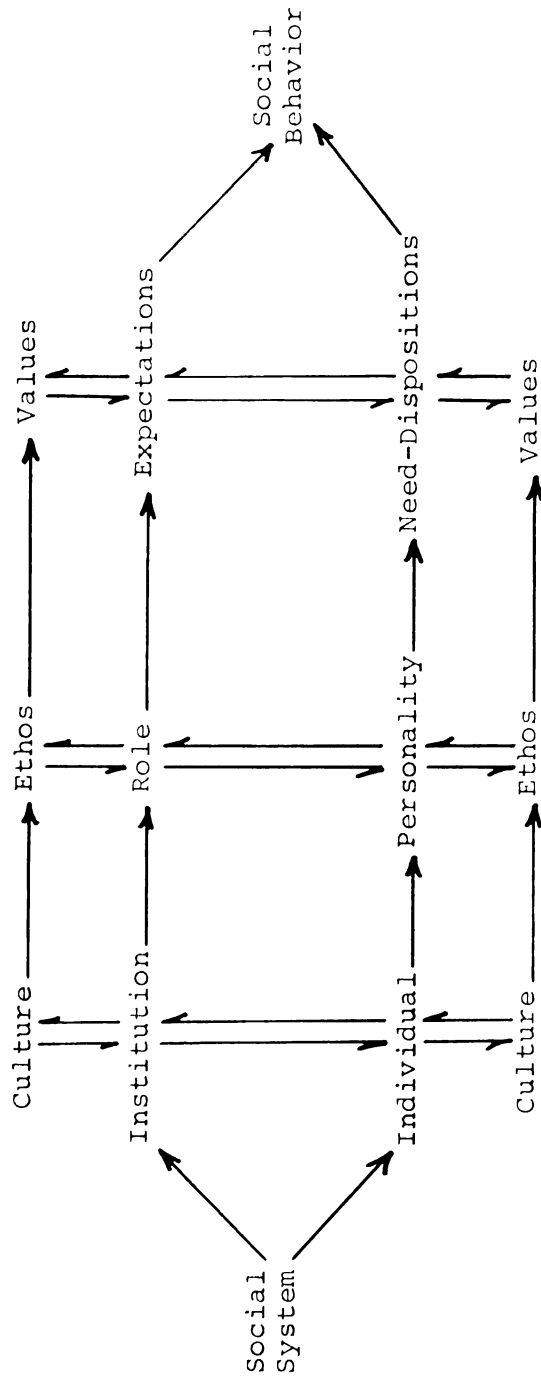 Culture Ethos Values
Institution Role Expectations
Social
System
Social
Behavior
Individual Personality Need-Dispositions
Culture Ethos Values